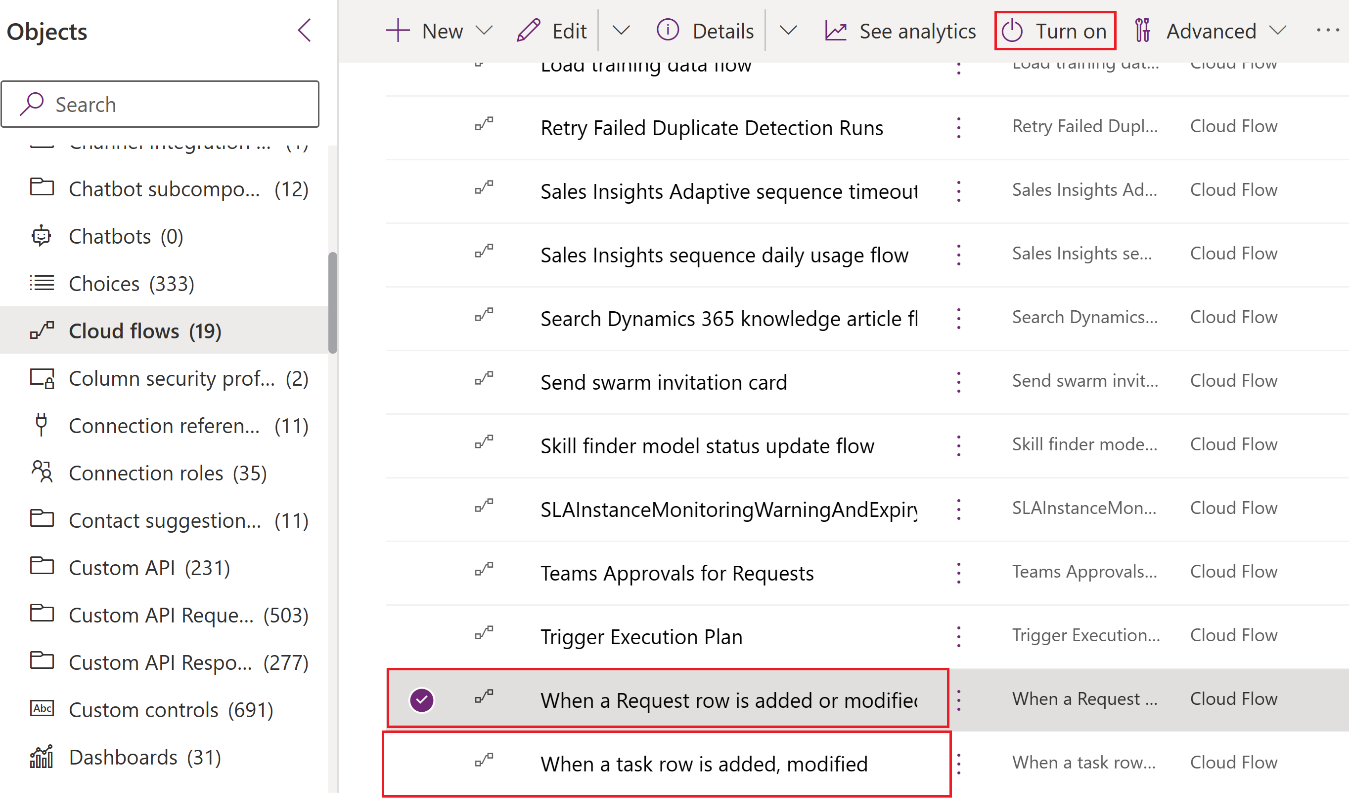 Objects
Search
Channel Integration ... (1)
Chatbot subcompo... (12)
Chatbots (0)
Choices (333)
Cloud flows (19)
Column security prof... (2)
Connection referen... (11)
Connection roles (35)
Contact suggestion... (11)
Custom API (231)
Custom API Reque... (503)
Custom API Respo... (277)
Abc Custom controls (691)
Dashboards (31)
New Edit Details See analytics Turn on Advanced ...
Load training data flow Load training dat... Cloud Flow
Retry Failed Duplicate Detection Runs Retry Failed Dupl... Cloud Flow
Sales Insights Adaptive sequence timeout Sales Insights Ad... Cloud Flow
Sales Insights sequence daily usage flow Sales Insights se... Cloud Flow
Search Dynamics 365 knowledge article fl Search Dynamics... Cloud Flow
Send swarm invitation card Send swarm invit... Cloud Flow
Skill finder model status update flow Skill finder mode... Cloud Flow
SLAInstanceMonitoringWarningAndExpiry SLAInstanceMon... Cloud Flow
Teams Approvals for Requests Teams Approvals... Cloud Flow
Trigger Execution Plan Trigger Execution... Cloud Flow
When a Request row is added or modified When a Request ... Cloud Flow
When a task row is added, modified When a task row... Cloud Flow